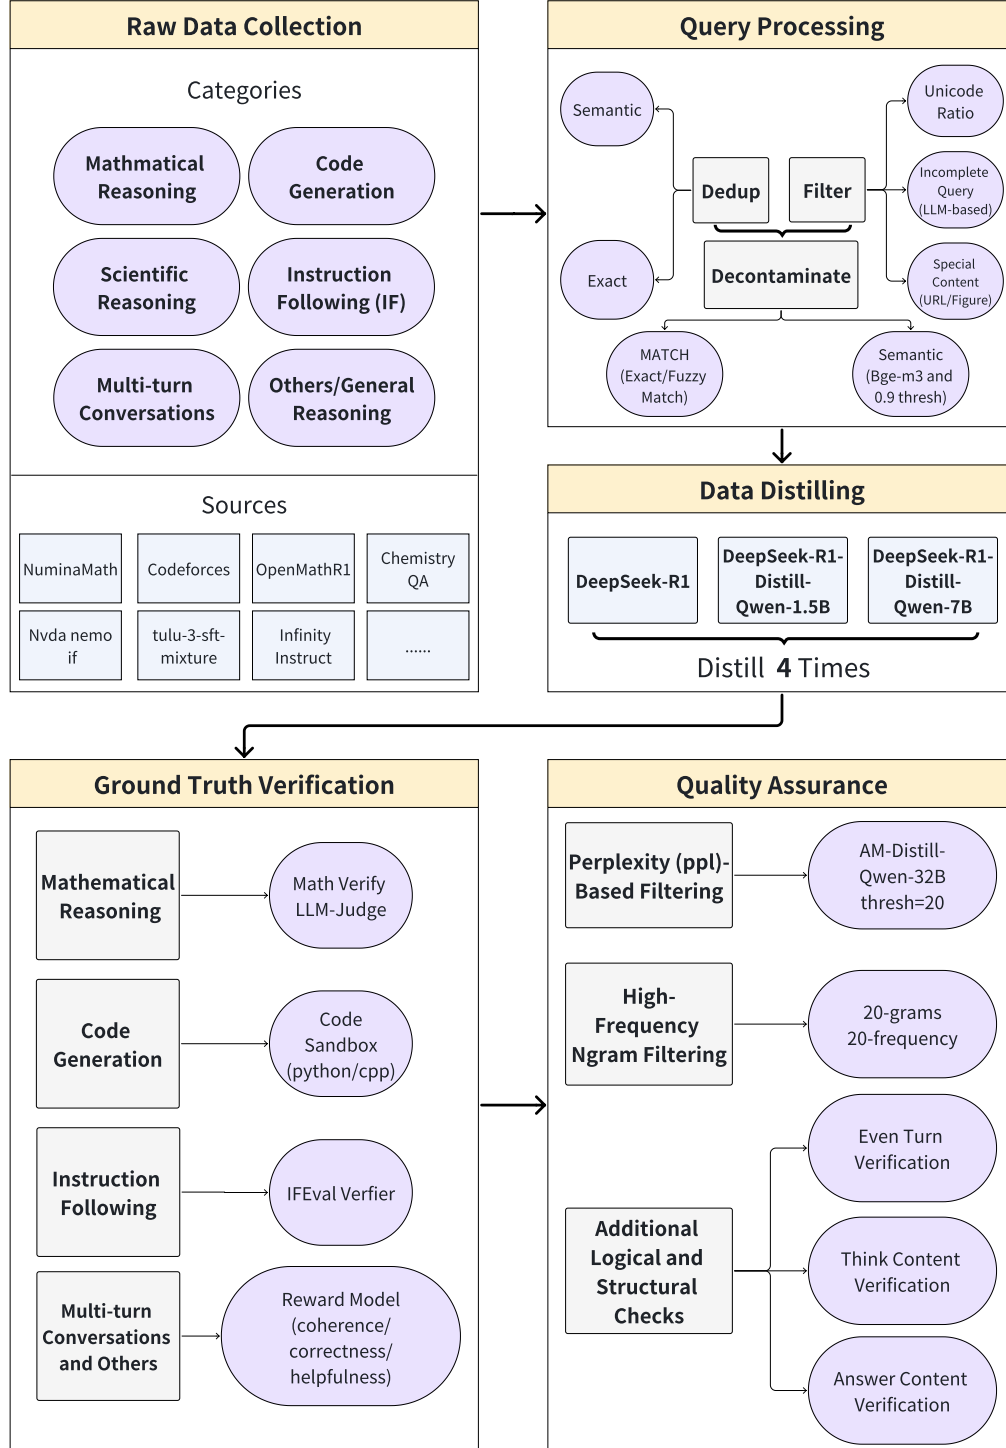 Raw Data Collection
Categories
Mathmatical
Reasoning
Code
Generation
Scientific
Reasoning
Instruction
Following (IF)
Multi-turn
Conversations
Others/General
Reasoning
Sources
NuminaMath
Codeforces
OpenMathR1
Chemistry
QA
Nvda nemo
if
tulu-3-sft-
mixture
Infinity
Instruct
......
Query Processing
Semantic
Exact
Dedup
Filter
Unicode
Ratio
Incomplete
Query
(LLM-based)
Special
Content
(URL/Figure)
Decontaminate
MATCH
(Exact/Fuzzy
Match)
Semantic
(Bge-m3 and
0.9 thresh)
Data Distilling
DeepSeek-R1
DeepSeek-R1-
Distill-
Qwen-1.5B
DeepSeek-R1-
Distill-
Qwen-7B
Distill 4 Times
Ground Truth Verification
Mathematical
Reasoning
Math Verify
LLM-Judge
Code
Generation
Code
Sandbox
(python/cpp)
Instruction
Following
IFEval Verfier
Multi-turn
Conversations
and Others
Reward Model
(coherence/
correctness/
helpfulness)
Quality Assurance
Perplexity (ppl)-
Based Filtering
AM-Distill-
Qwen-32B
thresh=20
High-
Frequency
Ngram Filtering
20-grams
20-frequency
Additional
Logical and
Structural
Checks
Even Turn
Verification
Think Content
Verification
Answer Content
Verification